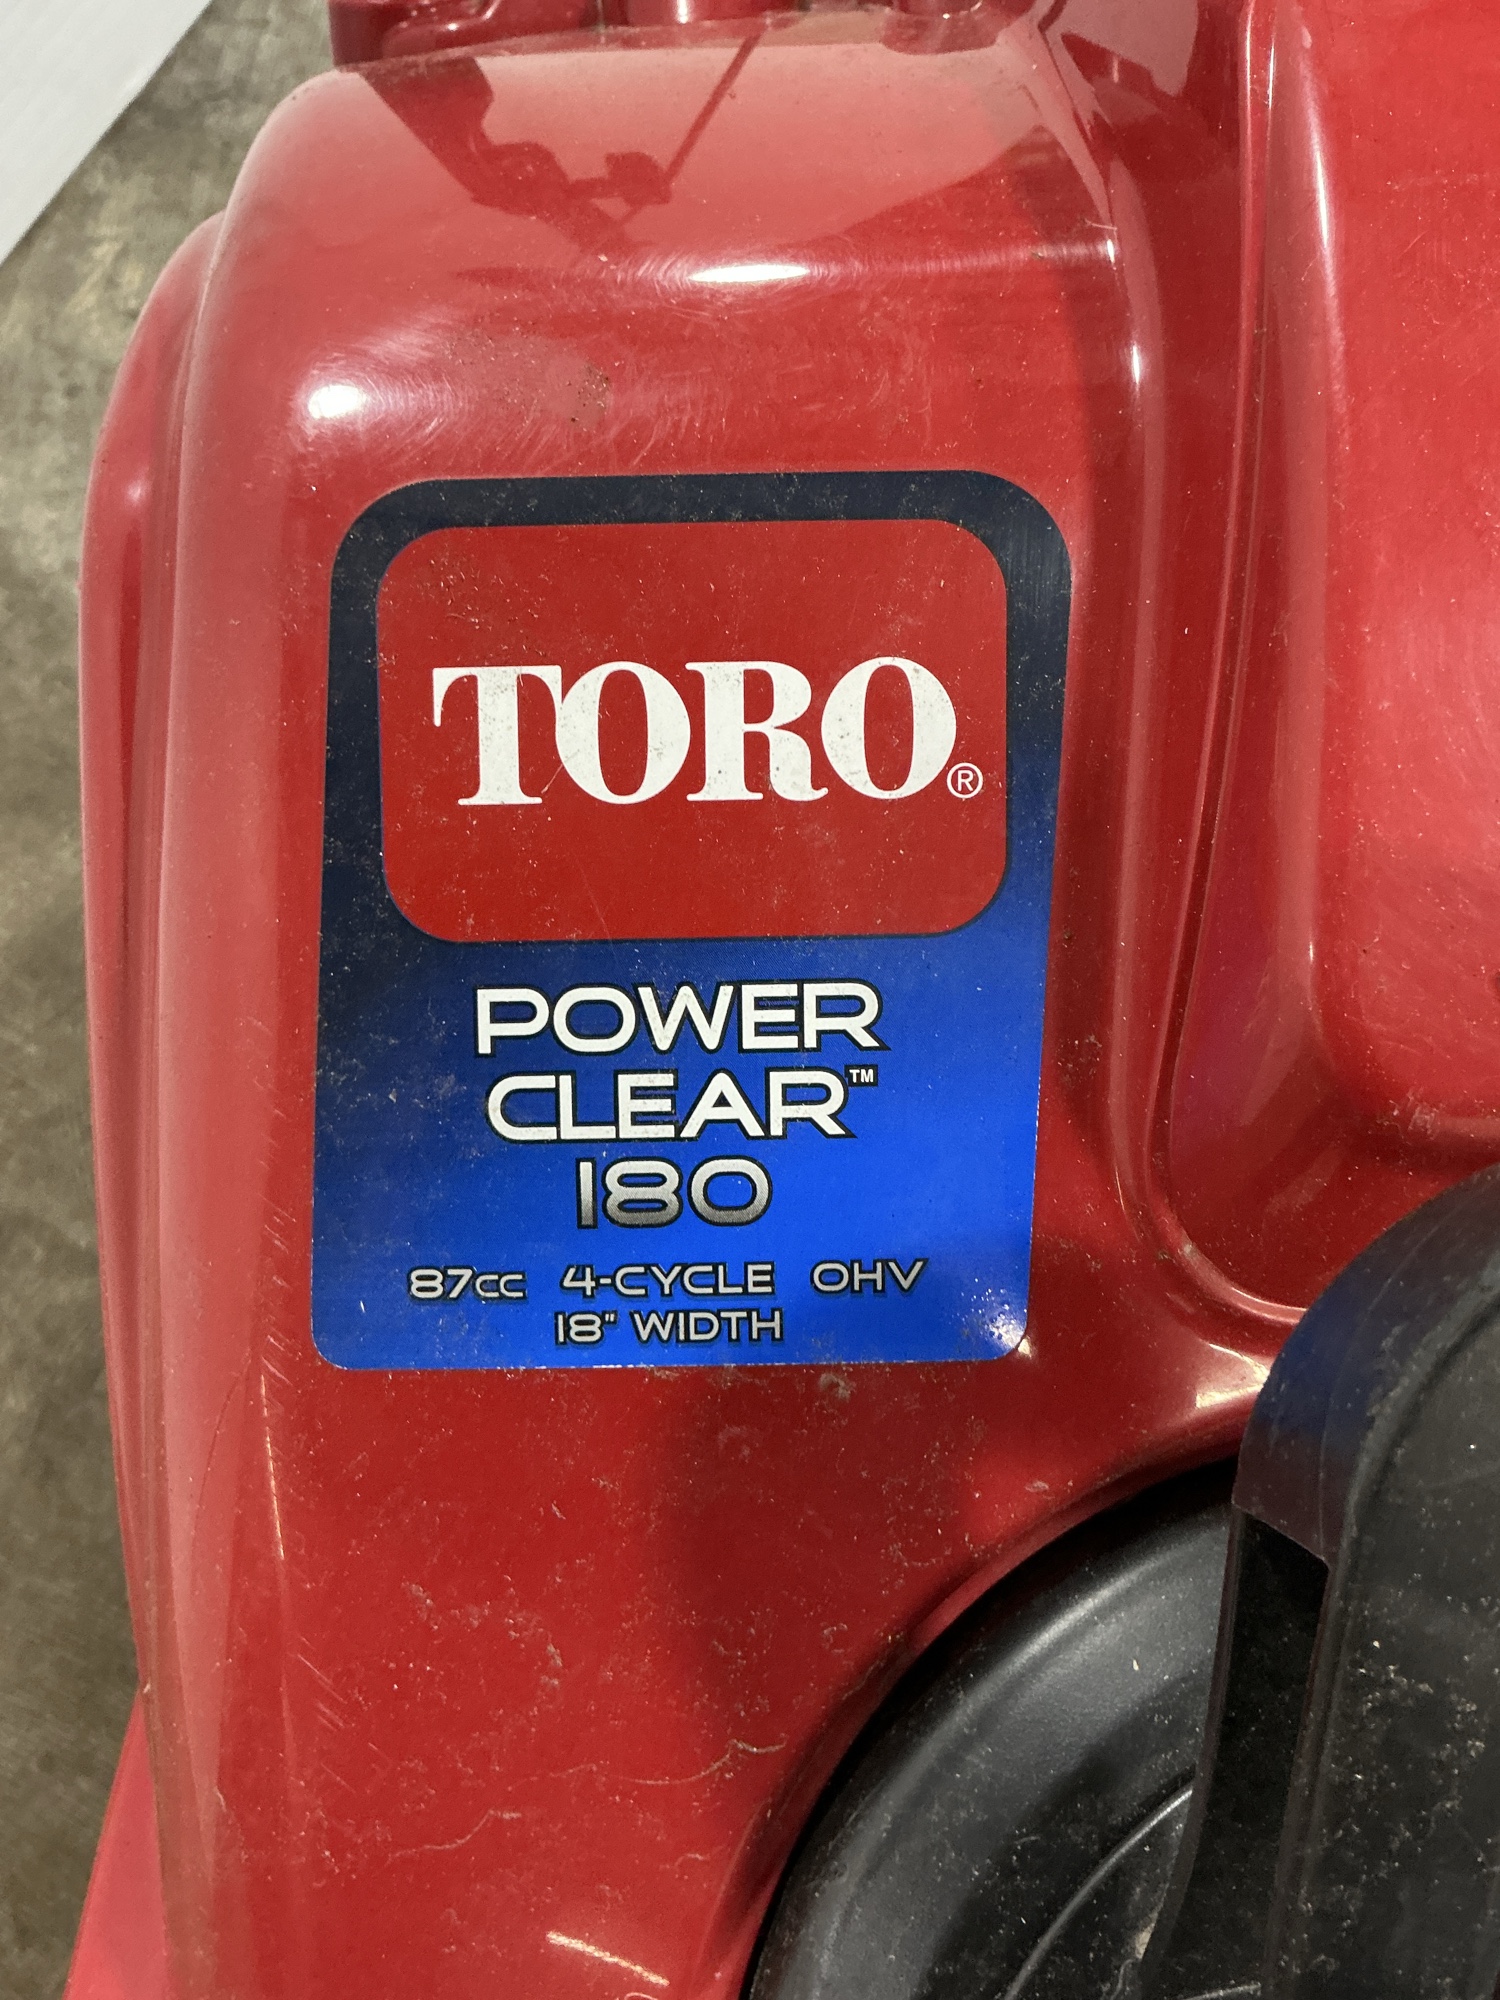 TORO®
POWER
CLEAR™
180
87cc 4-CYCLE OHV
18" WIDTH